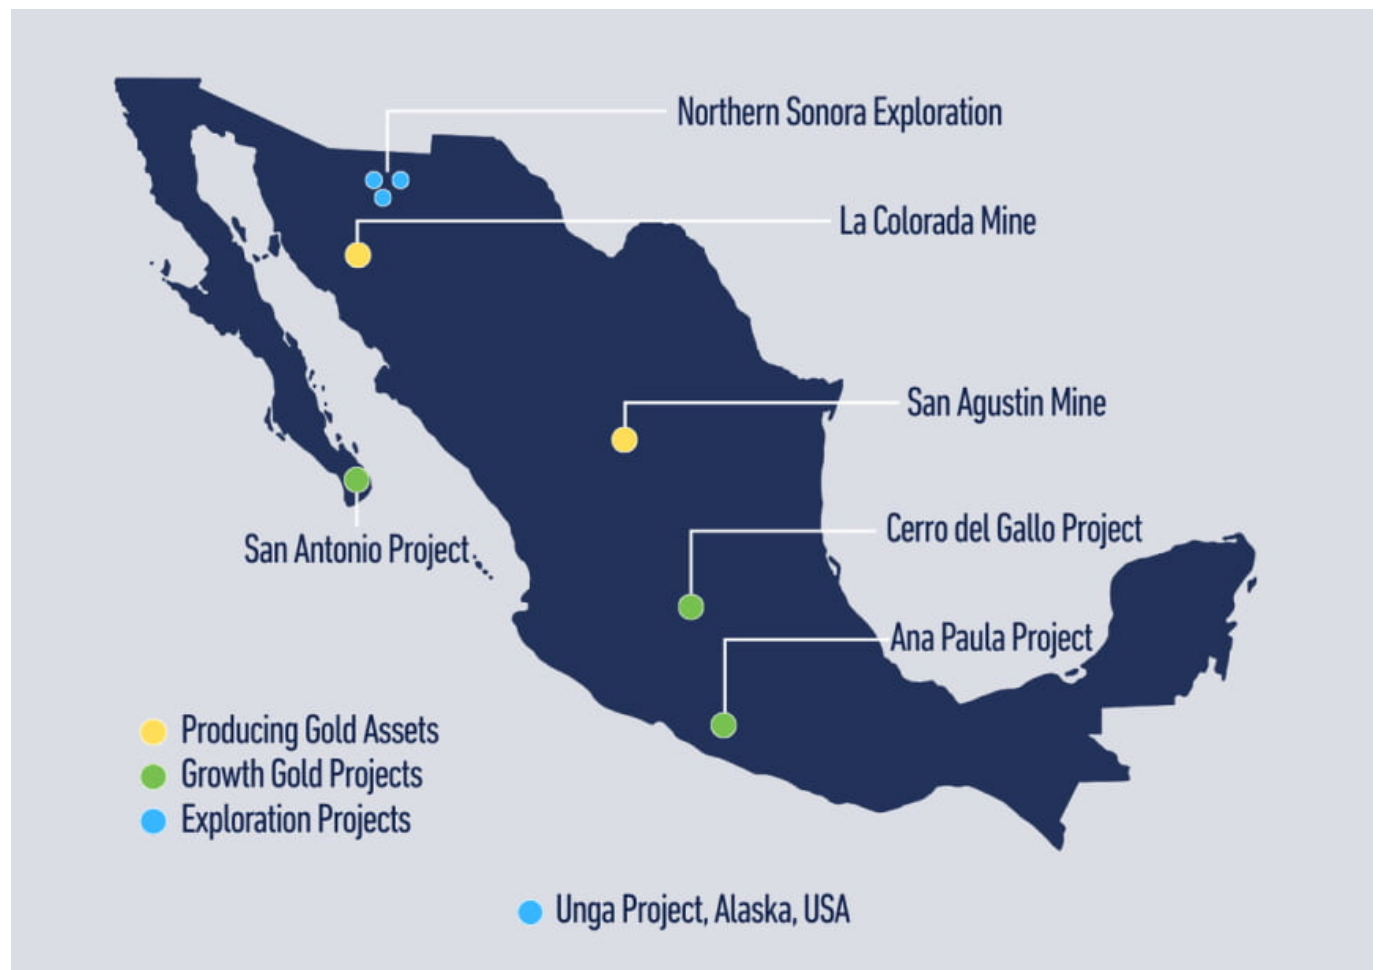 Northern Sonora Exploration
La Colorada Mine
San Agustin Mine
Cerro del Gallo Project
San Antonio Project
Ana Paula Project
Producing Gold Assets
Growth Gold Projects
Exploration Projects
Unga Project, Alaska, USA